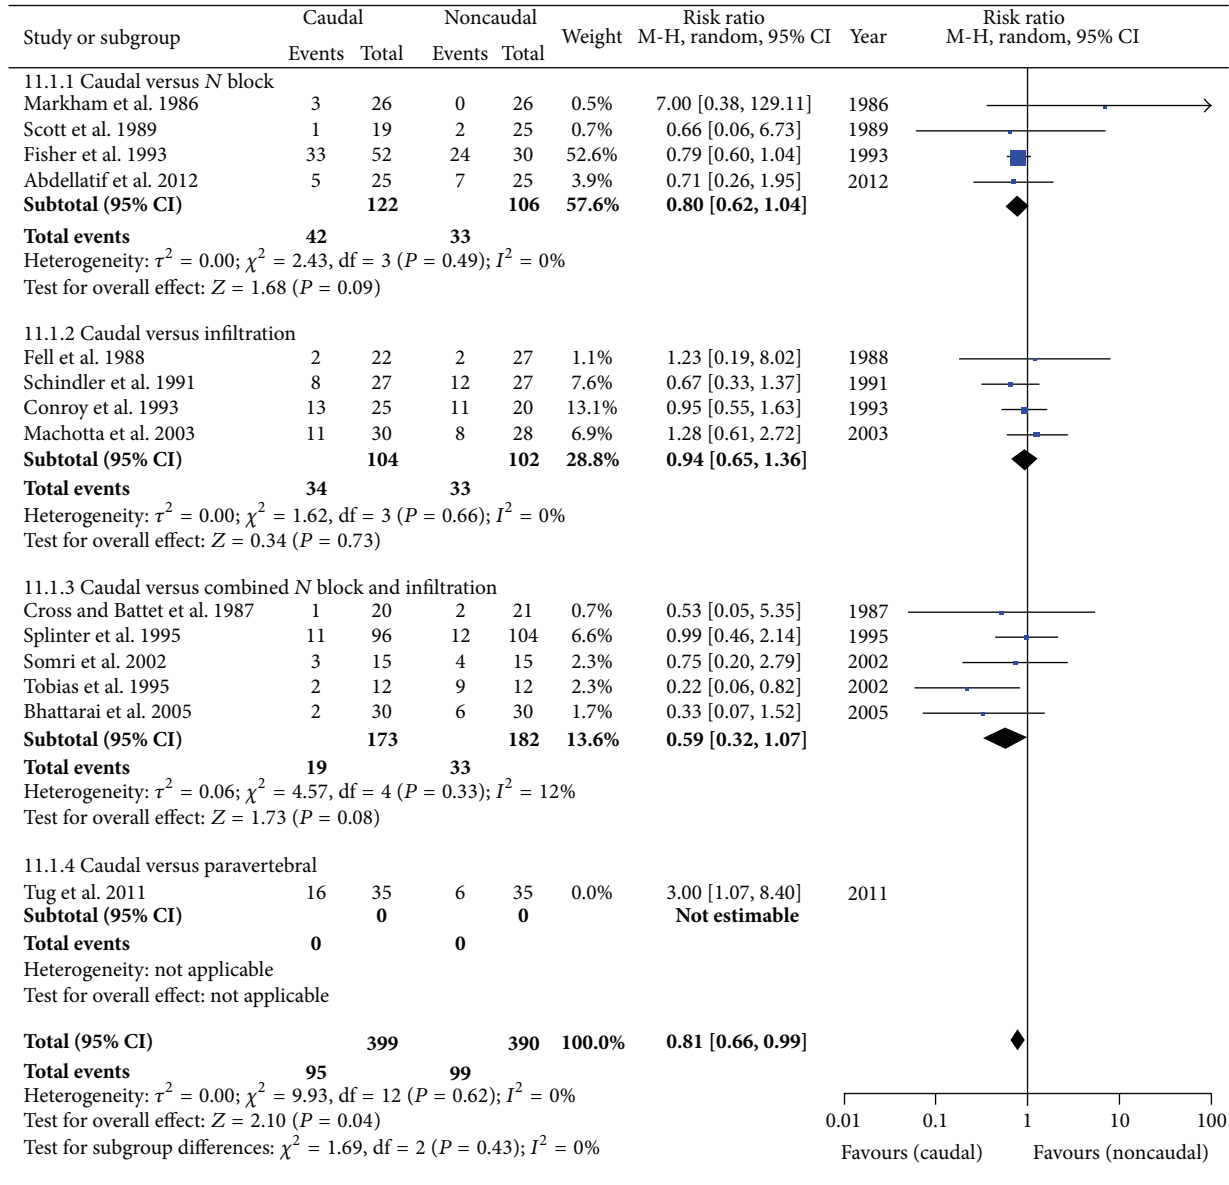 Caudal Noncaudal Risk ratio Risk ratio
Study or subgroup Weight M-H, random, 95% CI Year M-H, random, 95% CI
Events Total Events Total
11.1.1 Caudal versus N block
Markham et al. 1986 3 26 0 26 0.5% 7.00 [0.38, 129.11] 1986
Scott et al. 1989 1 19 2 25 0.7% 0.66 [0.06, 6.73] 1989
Fisher et al. 1993 33 52 24 30 52.6% 0.79 [0.60, 1.04] 1993
Abdellatif et al. 2012 5 25 7 25 3.9% 0.71 [0.26, 1.95] 2012
Subtotal (95% CI) 122 106 57.6% 0.80 [0.62, 1.04]
Total events 42 33
Heterogeneity: τ² = 0.00; χ² = 2.43, df = 3 (P = 0.49); I² = 0%
Test for overall effect: Z = 1.68 (P = 0.09)
11.1.2 Caudal versus infiltration
Fell et al. 1988 2 22 2 27 1.1% 1.23 [0.19, 8.02] 1988
Schindler et al. 1991 8 27 12 27 7.6% 0.67 [0.33, 1.37] 1991
Conroy et al. 1993 13 25 11 20 13.1% 0.95 [0.55, 1.63] 1993
Machotta et al. 2003 11 30 8 28 6.9% 1.28 [0.61, 2.72] 2003
Subtotal (95% CI) 104 102 28.8% 0.94 [0.65, 1.36]
Total events 34 33
Heterogeneity: τ² = 0.00; χ² = 1.62, df = 3 (P = 0.66); I² = 0%
Test for overall effect: Z = 0.34 (P = 0.73)
11.1.3 Caudal versus combined N block and infiltration
Cross and Battet et al. 1987 1 20 2 21 0.7% 0.53 [0.05, 5.35] 1987
Splinter et al. 1995 11 96 12 104 6.6% 0.99 [0.46, 2.14] 1995
Somri et al. 2002 3 15 4 15 2.3% 0.75 [0.20, 2.79] 2002
Tobias et al. 1995 2 12 9 12 2.3% 0.22 [0.06, 0.82] 2002
Bhattarai et al. 2005 2 30 6 30 1.7% 0.33 [0.07, 1.52] 2005
Subtotal (95% CI) 173 182 13.6% 0.59 [0.32, 1.07]
Total events 19 33
Heterogeneity: τ² = 0.06; χ² = 4.57, df = 4 (P = 0.33); I² = 12%
Test for overall effect: Z = 1.73 (P = 0.08)
11.1.4 Caudal versus paravertebral
Tug et al. 2011 16 35 6 35 0.0% 3.00 [1.07, 8.40] 2011
Subtotal (95% CI) 0 0 Not estimable
Total events 0 0
Heterogeneity: not applicable
Test for overall effect: not applicable
Total (95% CI) 399 390 100.0% 0.81 [0.66, 0.99]
Total events 95 99
Heterogeneity: τ² = 0.00; χ² = 9.93, df = 12 (P = 0.62); I² = 0%
Test for overall effect: Z = 2.10 (P = 0.04)
Test for subgroup differences: χ² = 1.69, df = 2 (P = 0.43); I² = 0%
0.01 0.1 1 10 100
Favours (caudal) Favours (noncaudal)